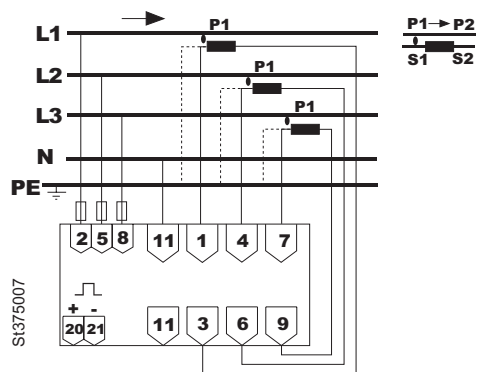 P1 P1 → P2
L1
S1 S2
L2 P1
L3 P1
N
PE
2 5 8 11 1 4 7
+ -
20 21 11 3 6 9
St375007